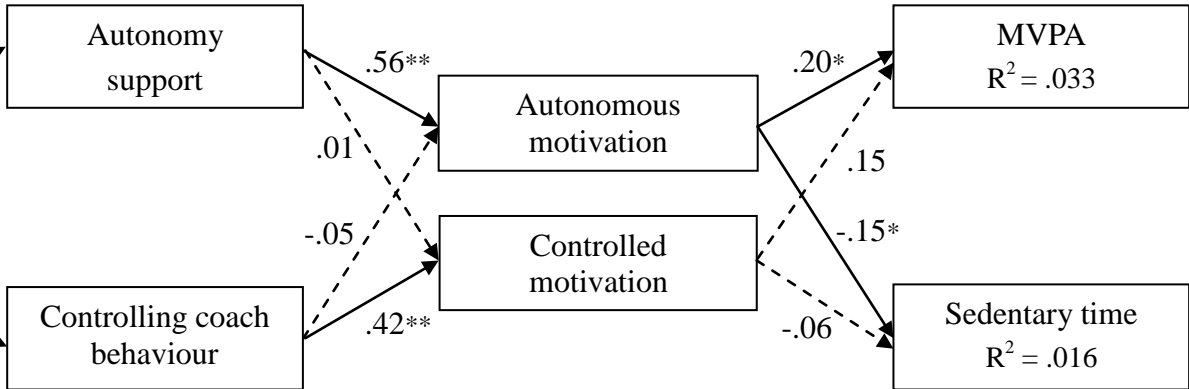 Autonomy
support
.56**
.01
-.05
Controlling coach
behaviour
.42**
Autonomous
motivation
Controlled
motivation
.20*
.15
-.15*
-.06
MVPA
R² = .033
Sedentary time
R² = .016